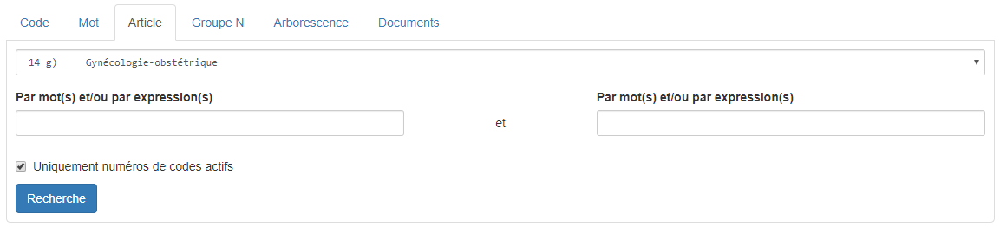 Code Mot Article Groupe N Arborescence Documents
14 g) Gynécologie-obstétrique
Par mot(s) et/ou par expression(s) Par mot(s) et/ou par expression(s)
et
Uniquement numéros de codes actifs
Recherche